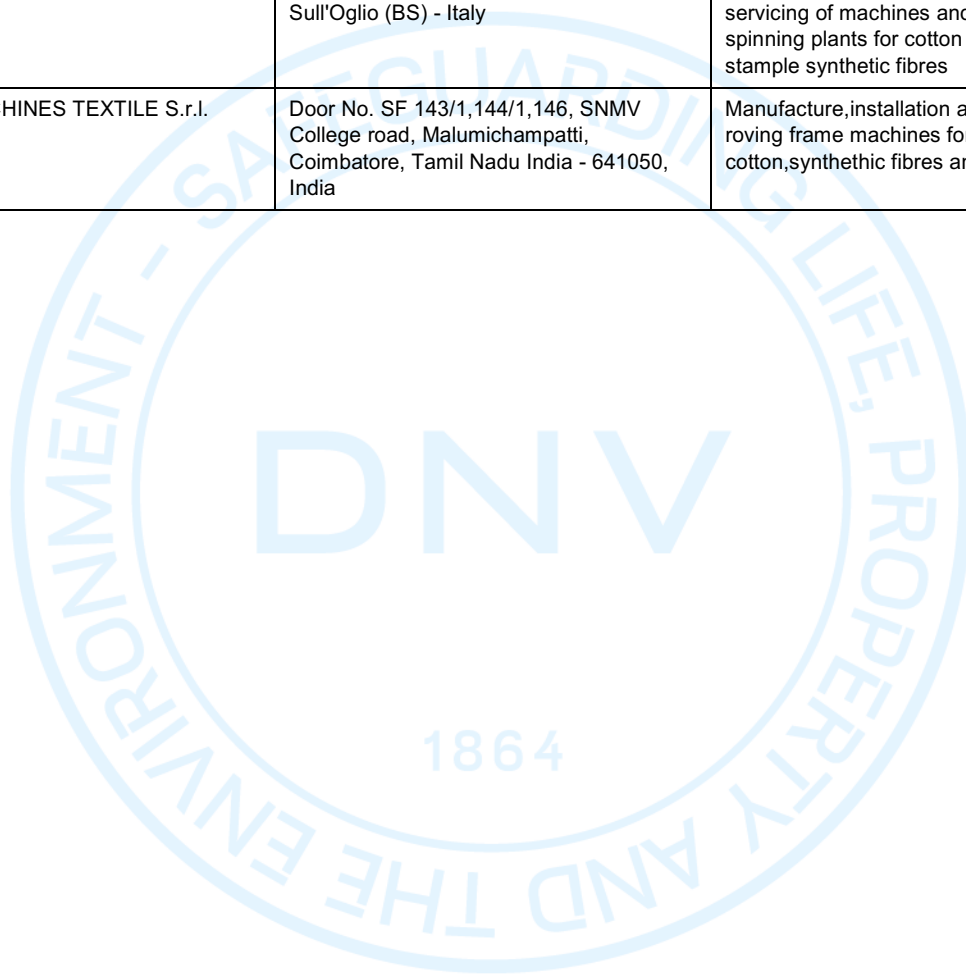 Sull'Oglio (BS) - Italy
servicing of machines and
spinning plants for cotton
stample synthetic fibres
HINES TEXTILE S.r.l.
Door No. SF 143/1,144/1,146, SNMV
College road, Malumichampatti,
Coimbatore, Tamil Nadu India - 641050,
India
Manufacture,installation a
roving frame machines fo
cotton,synthethic fibres a
SAFEGUARDING LIFE, PROPERTY AND THE ENVIRONMENT -
DNV
1864